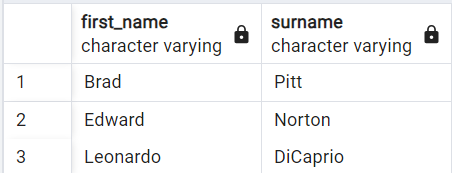 first_name surname
character varying character varying
1 Brad Pitt
2 Edward Norton
3 Leonardo DiCaprio